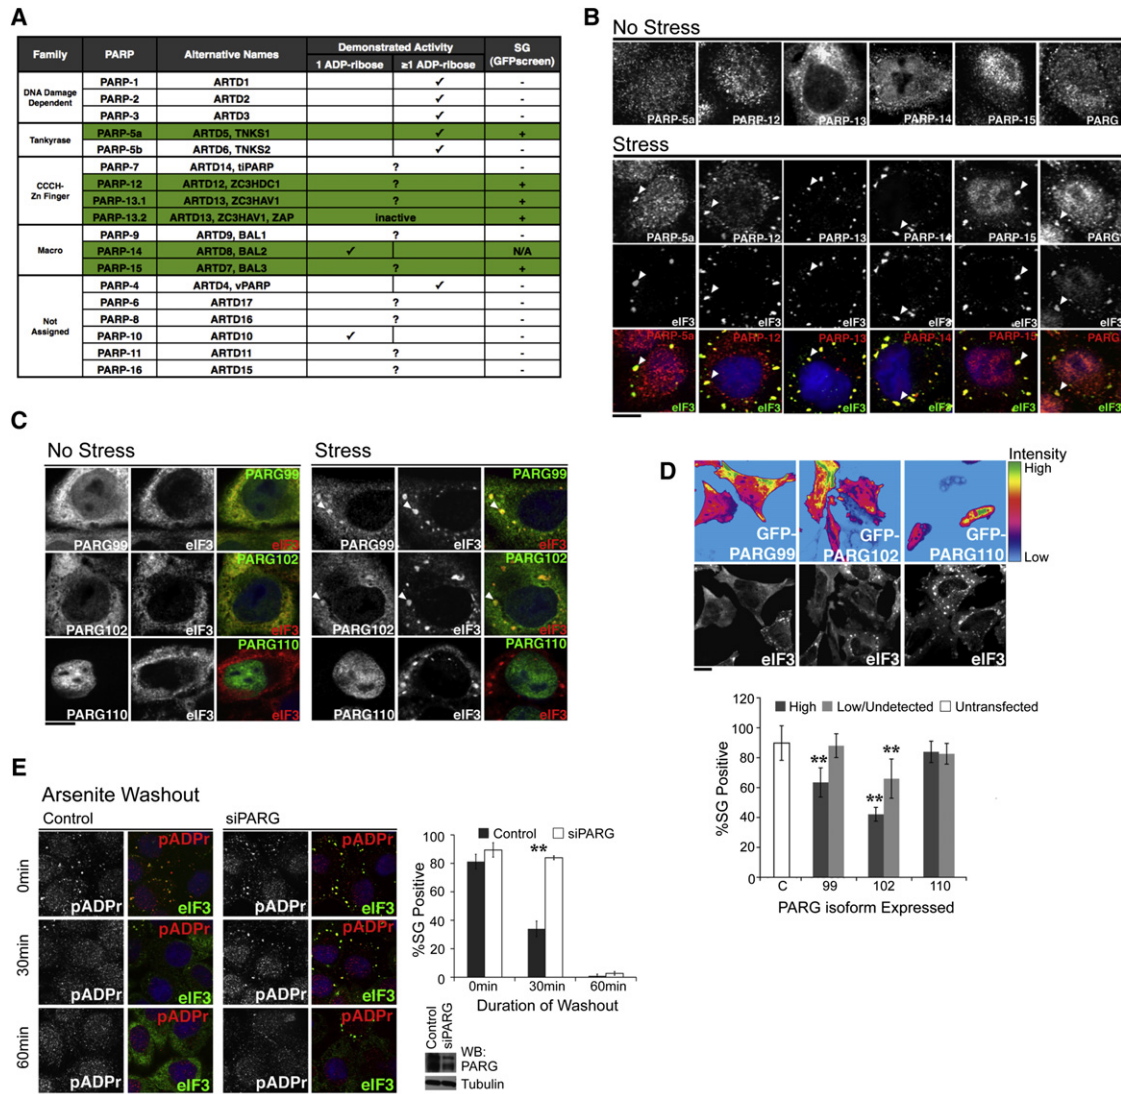 A
Family PARP Alternative Names Demonstrated Activity SG (GFPscreen)
1 ADP-ribose ≥1 ADP-ribose
DNA Damage Dependent
PARP-1 ARTD1 ✓ -
PARP-2 ARTD2 ✓ -
PARP-3 ARTD3 ✓ -
Tankyrase
PARP-5a ARTD5, TNKS1 ✓ +
PARP-5b ARTD6, TNKS2 ✓ -
CCCH-Zn Finger
PARP-7 ARTD14, tiPARP ? -
PARP-12 ARTD12, ZC3HDC1 ? +
PARP-13.1 ARTD13, ZC3HAV1 ? +
PARP-13.2 ARTD13, ZC3HAV1, ZAP inactive +
Macro
PARP-9 ARTD9, BAL1 ? -
PARP-14 ARTD8, BAL2 ✓ N/A
PARP-15 ARTD7, BAL3 ? +
Not Assigned
PARP-4 ARTD4, vPARP ✓ -
PARP-6 ARTD17 ? -
PARP-8 ARTD16 ? -
PARP-10 ARTD10 ✓ -
PARP-11 ARTD11 ? -
PARP-16 ARTD15 ? -
B
No Stress
PARP-5a PARP-12 PARP-13 PARP-14 PARP-15 PARG
Stress
PARP-5a PARP-12 PARP-13 PARP-14 PARP-15 PARG
eIF3 eIF3 eIF3 eIF3 eIF3 eIF3
PARP-5a PARP-12 PARP-13 PARP-14 PARP-15 PARG
eIF3 eIF3 eIF3 eIF3 eIF3 eIF3
C
No Stress Stress
PARG99 PARG99
PARG99 eIF3 eIF3 PARG99 eIF3 eIF3
PARG102 PARG102
PARG102 eIF3 eIF3 PARG102 eIF3 eIF3
PARG110 PARG110
PARG110 eIF3 eIF3 PARG110 eIF3 eIF3
D
Intensity
High
Low
GFP-PARG99 GFP-PARG102 GFP-PARG110
eIF3 eIF3 eIF3
120
100
80
60
40
20
0
%SG Positive
High Low/Undetected Untransfected
** ** **
C 99 102 110
PARG isoform Expressed
E
Arsenite Washout
Control siPARG
0min
pADPr pADPr
pADPr eIF3 pADPr eIF3
30min
pADPr pADPr
pADPr eIF3 pADPr eIF3
60min
pADPr pADPr
pADPr eIF3 pADPr eIF3
100
80
60
40
20
0
%SG Positive
Control siPARG
**
0min 30min 60min
Duration of Washout
Control
siPARG
WB:
PARG
Tubulin